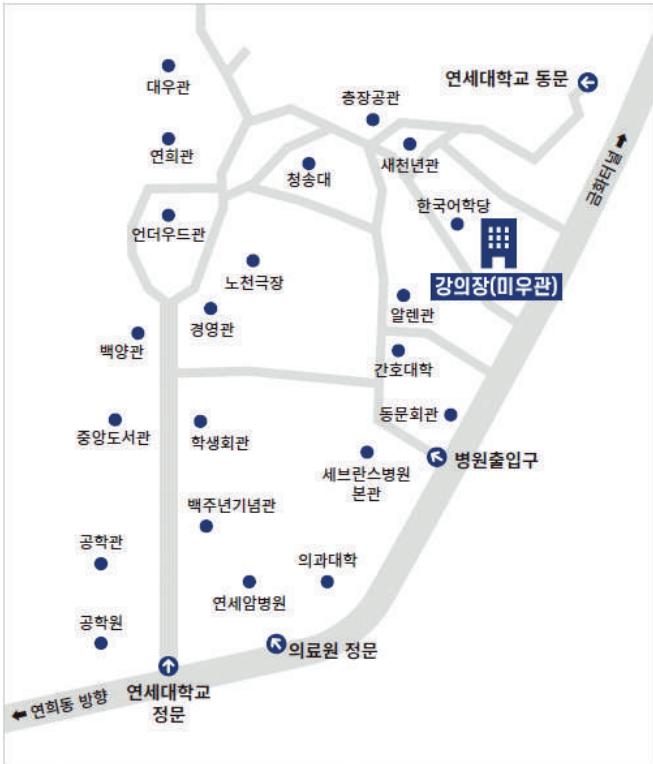 대우관
연세대학교 동문
총장공관
연희관
새천년관
금화터널
청송대
한국어학당
언더우드관
강의장(미우관)
노천극장
알렌관
경영관
백양관
간호대학
동문회관
중앙도서관
학생회관
병원출입구
세브란스병원
본관
백주년기념관
공학관
의과대학
연세암병원
공학원
의료원 정문
연세대학교
정문
연희동 방향